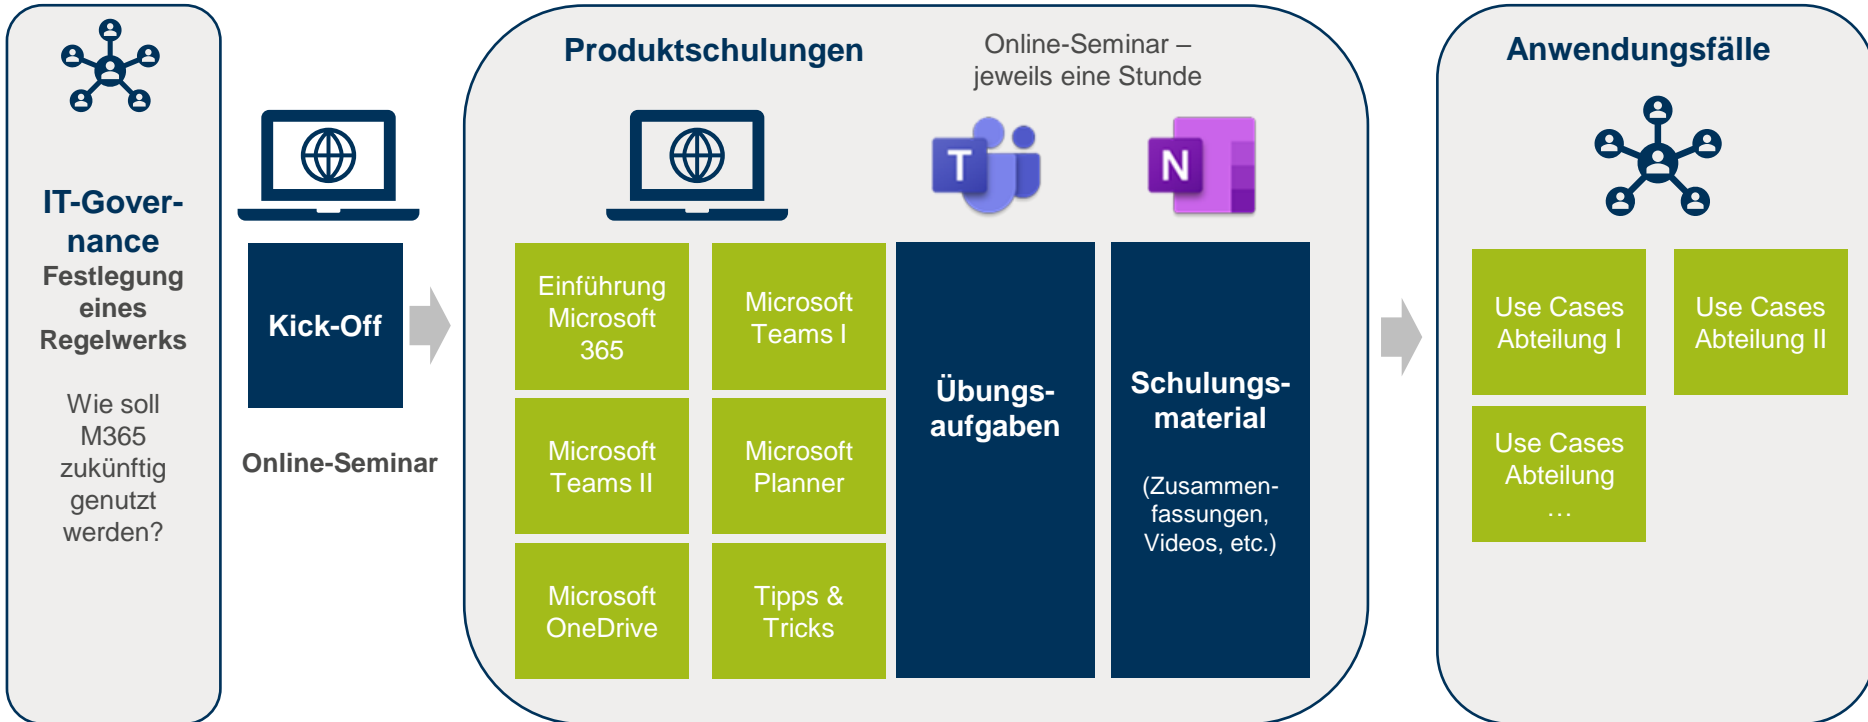 IT-Gover-
nance
Festlegung
eines
Regelwerks
Wie soll
M365
zukünftig
genutzt
werden?
Kick-Off
Online-Seminar
Produktschulungen
Online-Seminar –
jeweils eine Stunde
T
N
Einführung
Microsoft
365
Microsoft
Teams I
Microsoft
Teams II
Microsoft
Planner
Microsoft
OneDrive
Tipps &
Tricks
Übungs-
aufgaben
Schulungs-
material
(Zusammen-
fassungen,
Videos, etc.)
Anwendungsfälle
Use Cases
Abteilung I
Use Cases
Abteilung II
Use Cases
Abteilung
…